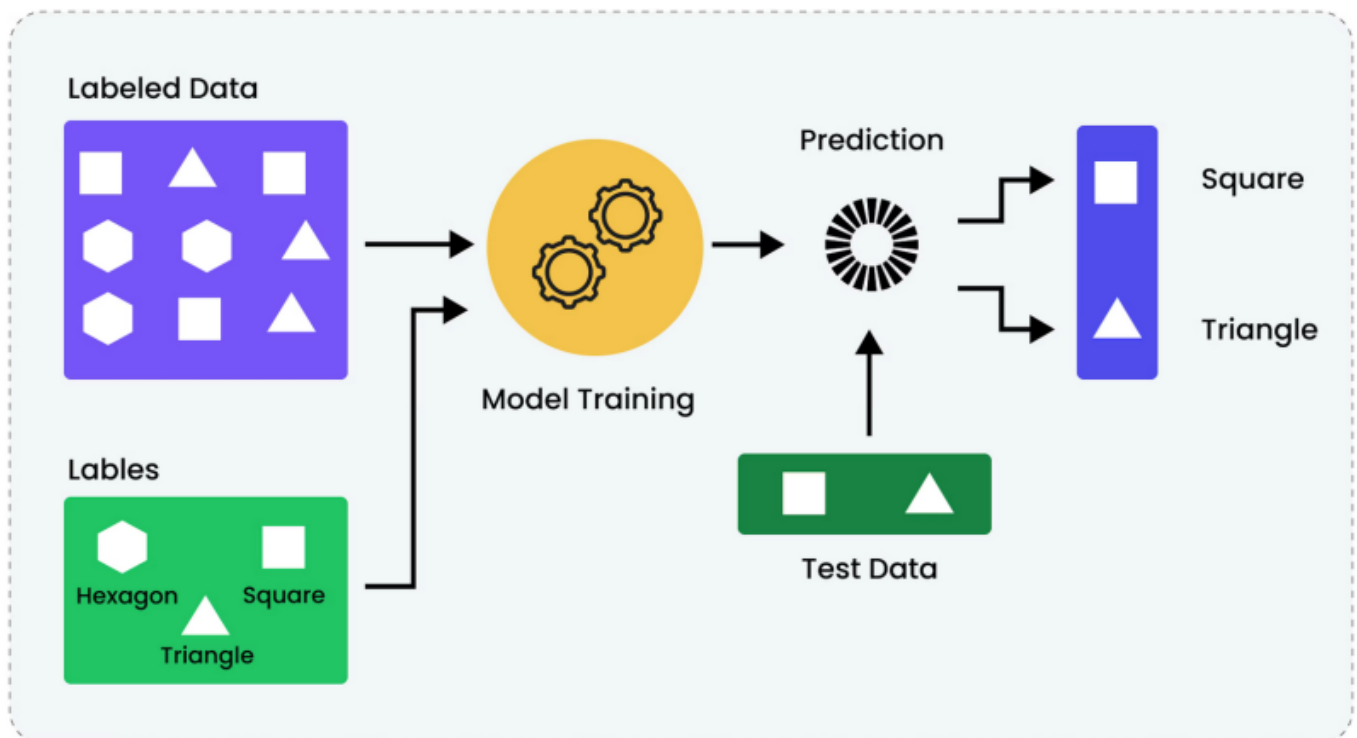 Labeled Data
Prediction
Square
Triangle
Model Training
Lables
Hexagon
Square
Triangle
Test Data